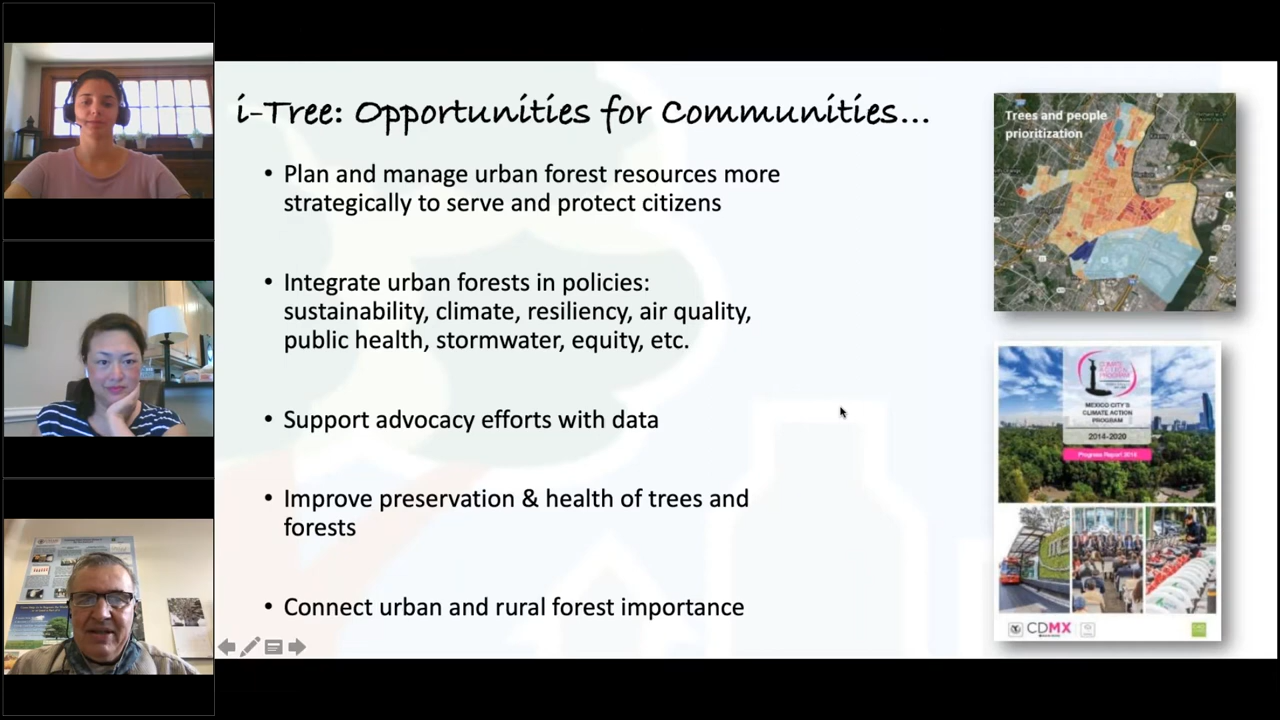 i-Tree: Opportunities for Communities...
• Plan and manage urban forest resources more
strategically to serve and protect citizens
• Integrate urban forests in policies:
sustainability, climate, resiliency, air quality,
public health, stormwater, equity, etc.
• Support advocacy efforts with data
• Improve preservation & health of trees and
forests
• Connect urban and rural forest importance
Trees and people
prioritization
CLIMATE
ACTION
PROGRAM
MEXICO CITY'S
CLIMATE ACTION
PROGRAM
2014-2020
Progress Report 2016
CDMX